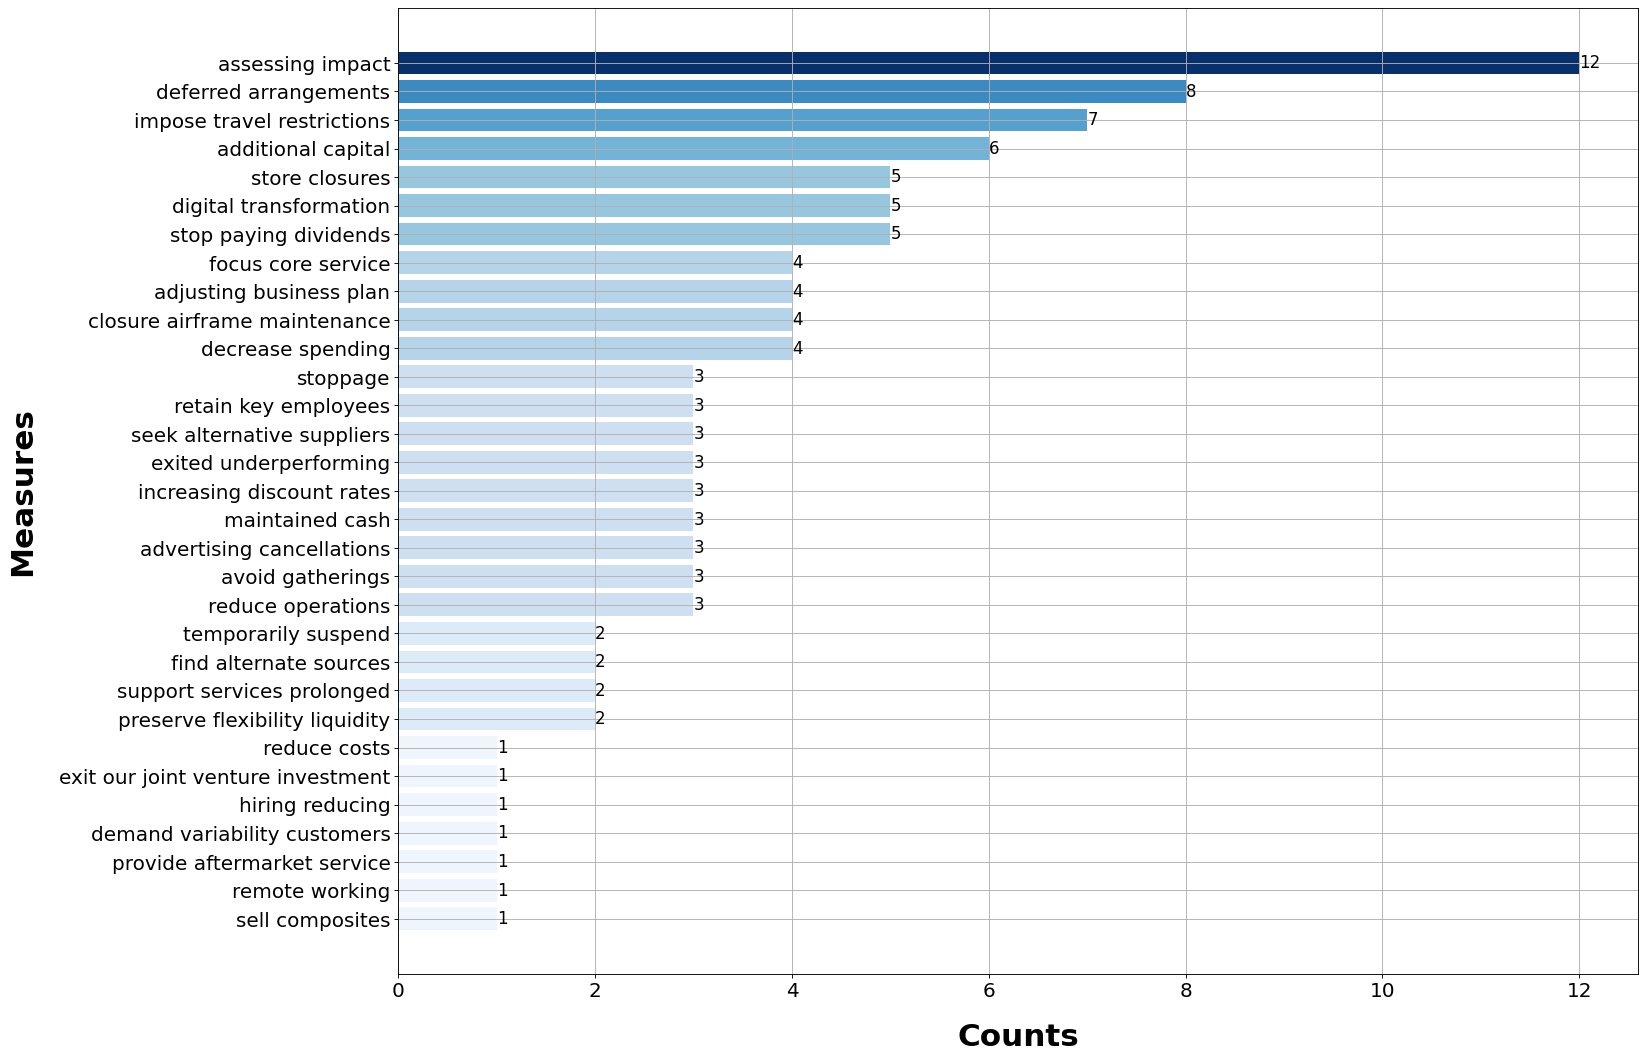 assessing impact 12
deferred arrangements 8
impose travel restrictions 7
additional capital 6
store closures 5
digital transformation 5
stop paying dividends 5
focus core service 4
adjusting business plan 4
closure airframe maintenance 4
decrease spending 4
stoppage 3
retain key employees 3
seek alternative suppliers 3
exited underperforming 3
increasing discount rates 3
maintained cash 3
advertising cancellations 3
avoid gatherings 3
reduce operations 3
temporarily suspend 2
find alternate sources 2
support services prolonged 2
preserve flexibility liquidity 2
reduce costs 1
exit our joint venture investment 1
hiring reducing 1
demand variability customers 1
provide aftermarket service 1
remote working 1
sell composites 1
0 2 4 6 8 10 12
Counts
Measures